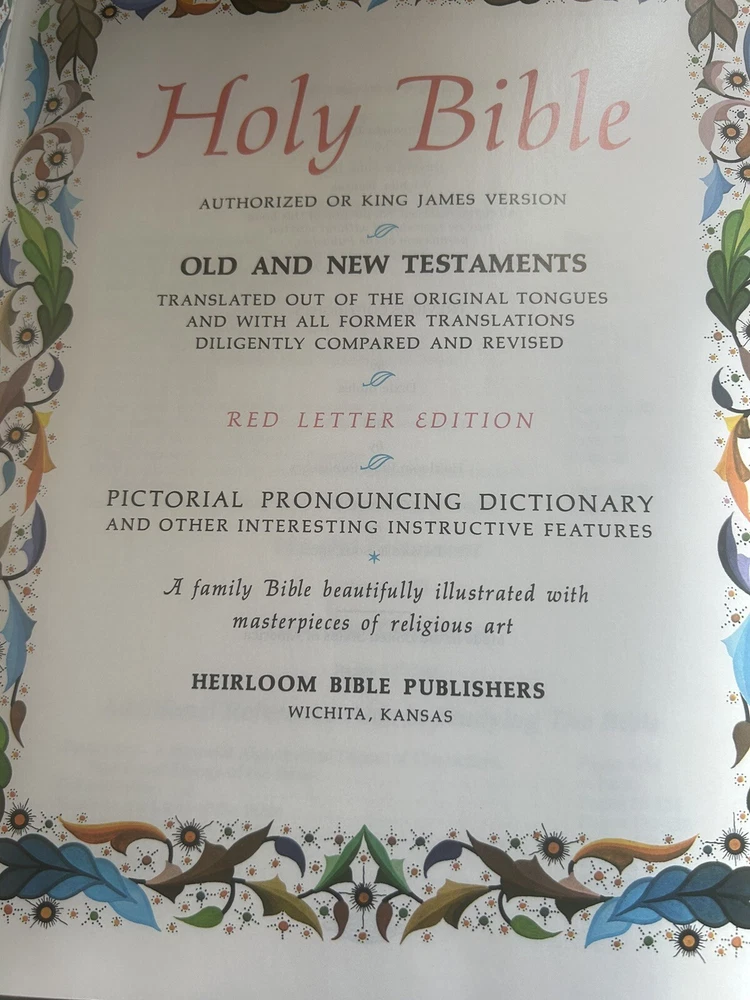 Holy Bible
AUTHORIZED OR KING JAMES VERSION
OLD AND NEW TESTAMENTS
TRANSLATED OUT OF THE ORIGINAL TONGUES
AND WITH ALL FORMER TRANSLATIONS
DILIGENTLY COMPARED AND REVISED
RED LETTER EDITION
PICTORIAL PRONOUNCING DICTIONARY
AND OTHER INTERESTING INSTRUCTIVE FEATURES
*
A family Bible beautifully illustrated with
masterpieces of religious art
HEIRLOOM BIBLE PUBLISHERS
WICHITA, KANSAS